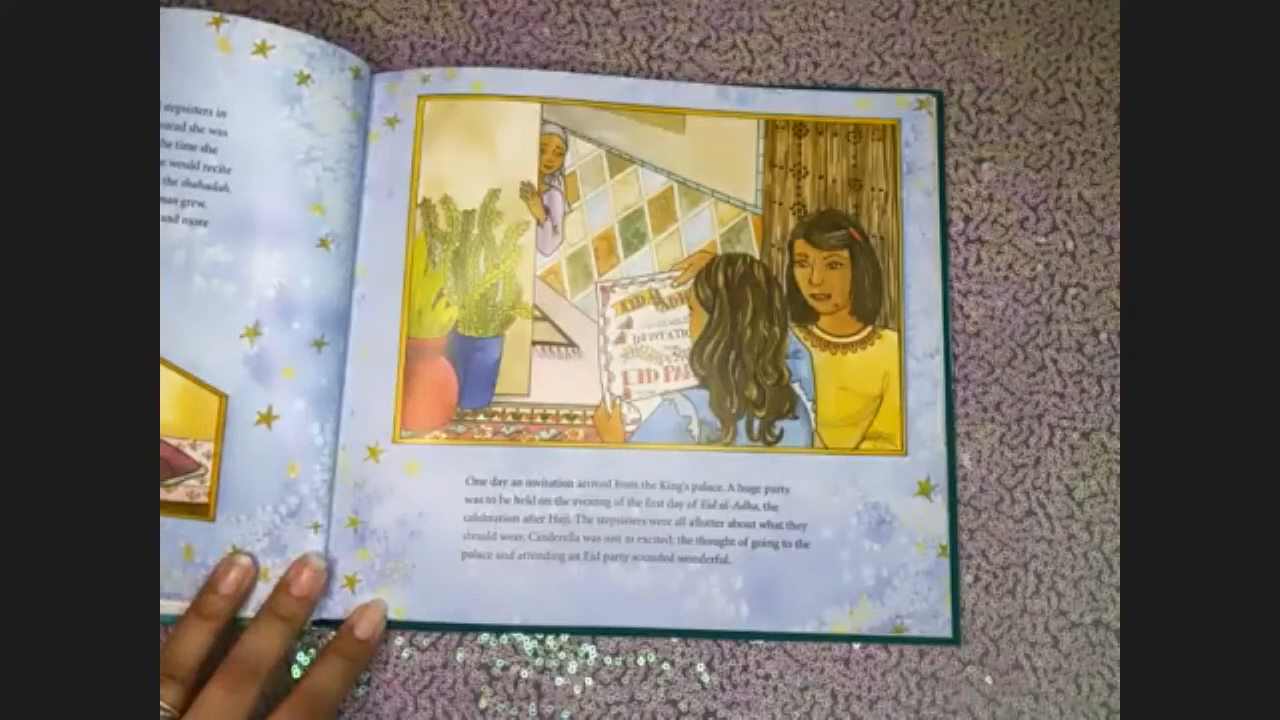 stepsisters in
she was
the time she
would recite
the shahadah.
grew.
and more
EID
INVITATIO
EID PA
One day an invitation arrived from the King's palace. A huge party
was to be held on the evening of the first day of Eid al-Adha, the
celebration after Hajj. The stepsisters were all aflutter about what they
should wear. Cinderella was just as excited; the thought of going to the
palace and attending an Eid party sounded wonderful.